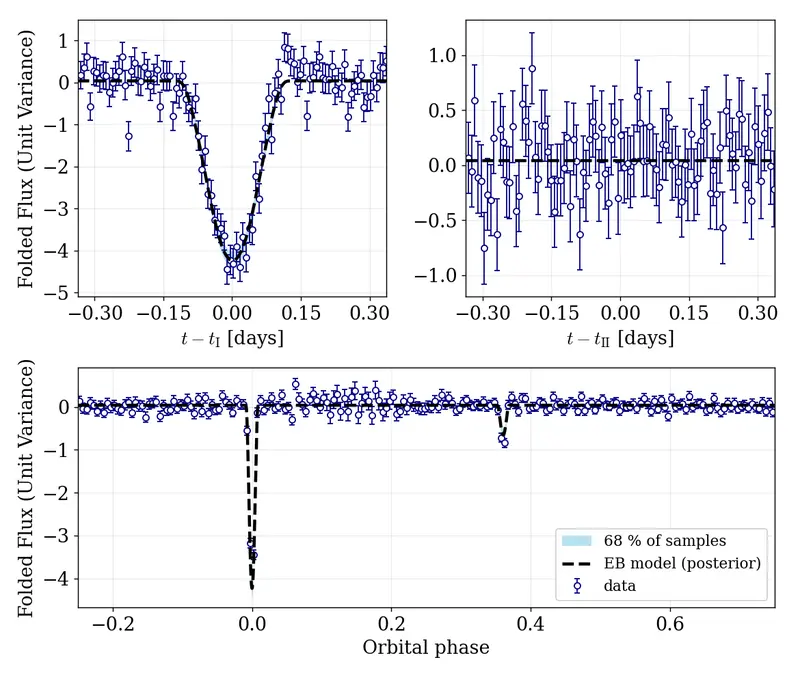 Folded Flux (Unit Variance)
1
0
−1
−2
−3
−4
−5
−0.30 −0.15 0.00 0.15 0.30
t − tI [days]
1.0
0.5
0.0
−0.5
−1.0
−0.30 −0.15 0.00 0.15 0.30
t − tII [days]
Folded Flux (Unit Variance)
0
−1
−2
−3
−4
68 % of samples
EB model (posterior)
data
−0.2 0.0 0.2 0.4 0.6
Orbital phase